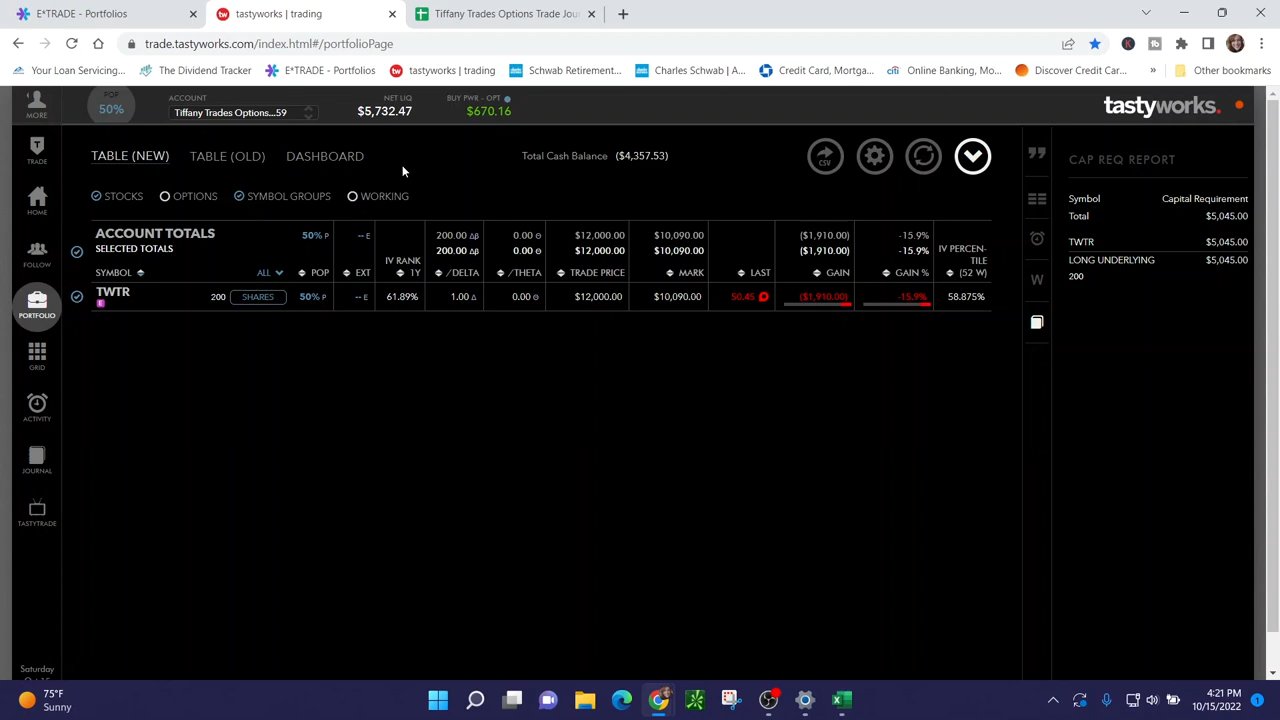 E*TRADE - Portfolios
tastyworks | trading
Tiffany Trades Options Trade Jou
trade.tastyworks.com/index.html#/portfolioPage
Your Loan Servicing...
The Dividend Tracker
E*TRADE - Portfolios
tastyworks | trading
Schwab Retirement...
Charles Schwab | A...
Credit Card, Mortga...
Online Banking, Mo...
Discover Credit Car...
»
Other bookmarks
MORE
POP
50%
ACCOUNT
Tiffany Trades Options...59
NET LIQ
$5,732.47
BUY PWR - OPT
$670.16
tastyworks.
TRADE
HOME
FOLLOW
PORTFOLIO
GRID
ACTIVITY
JOURNAL
TASTYTRADE
Saturday
TABLE (NEW)
TABLE (OLD)
DASHBOARD
Total Cash Balance ($4,357.53)
CSV
STOCKS
OPTIONS
SYMBOL GROUPS
WORKING
ACCOUNT TOTALS 50% P -- E 200.00 Δβ 0.00 Θ $12,000.00 $10,090.00 ($1,910.00) -15.9%
SELECTED TOTALS 200.00 Δβ 0.00 Θ $12,000.00 $10,090.00 ($1,910.00) -15.9%
SYMBOL ALL POP EXT IV RANK 1Y /DELTA /THETA TRADE PRICE MARK LAST GAIN GAIN % IV PERCEN-TILE (52 W)
TWTR 200 SHARES 50% P -- E 61.89% 1.00 Δ 0.00 Θ $12,000.00 $10,090.00 50.45 ($1,910.00) -15.9% 58.875%
E
W
CAP REQ REPORT
Symbol Capital Requirement
Total $5,045.00
TWTR $5,045.00
LONG UNDERLYING $5,045.00
200
75°F
Sunny
4:21 PM
10/15/2022
1